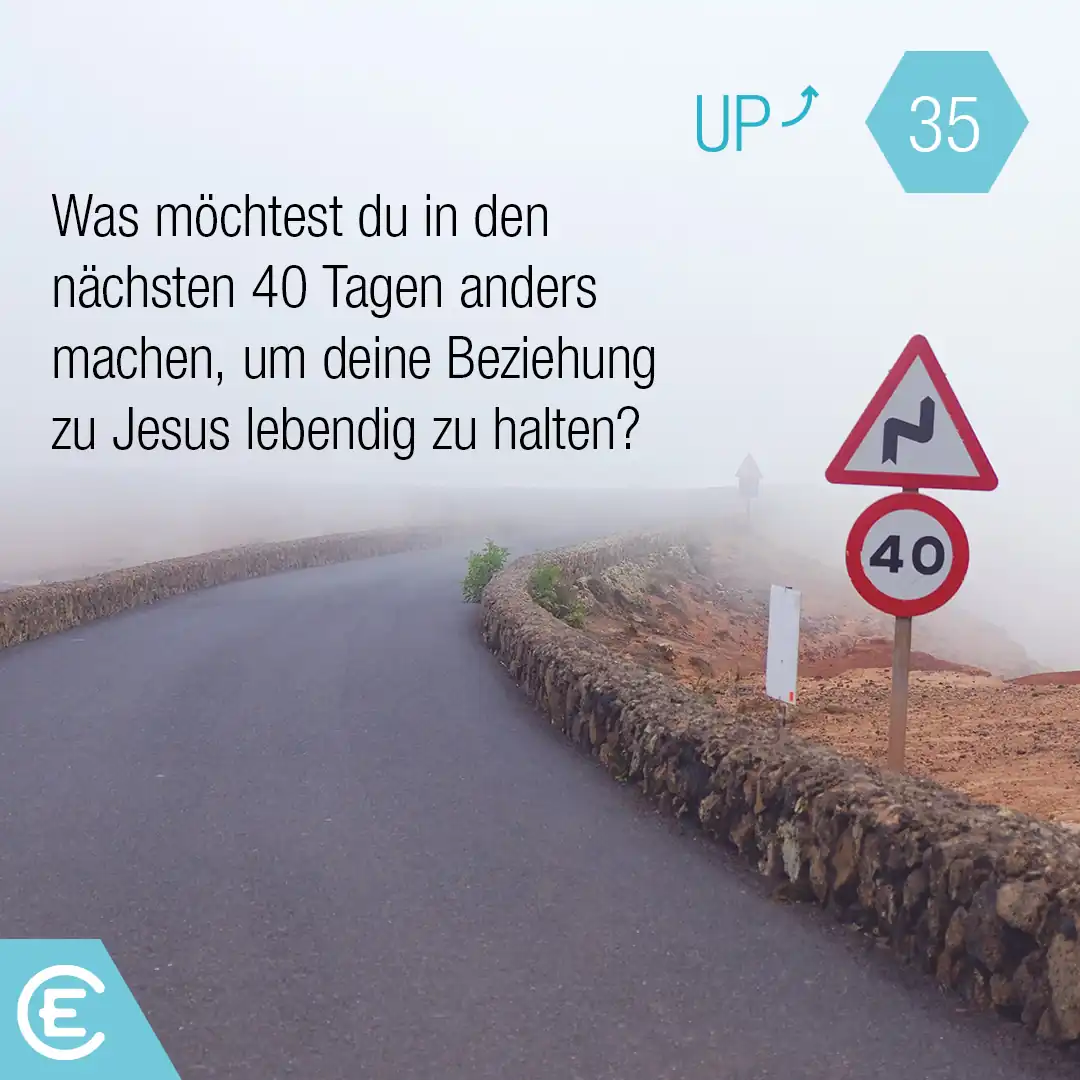 UP
35
Was möchtest du in den
nächsten 40 Tagen anders
machen, um deine Beziehung
zu Jesus lebendig zu halten?
40
CE